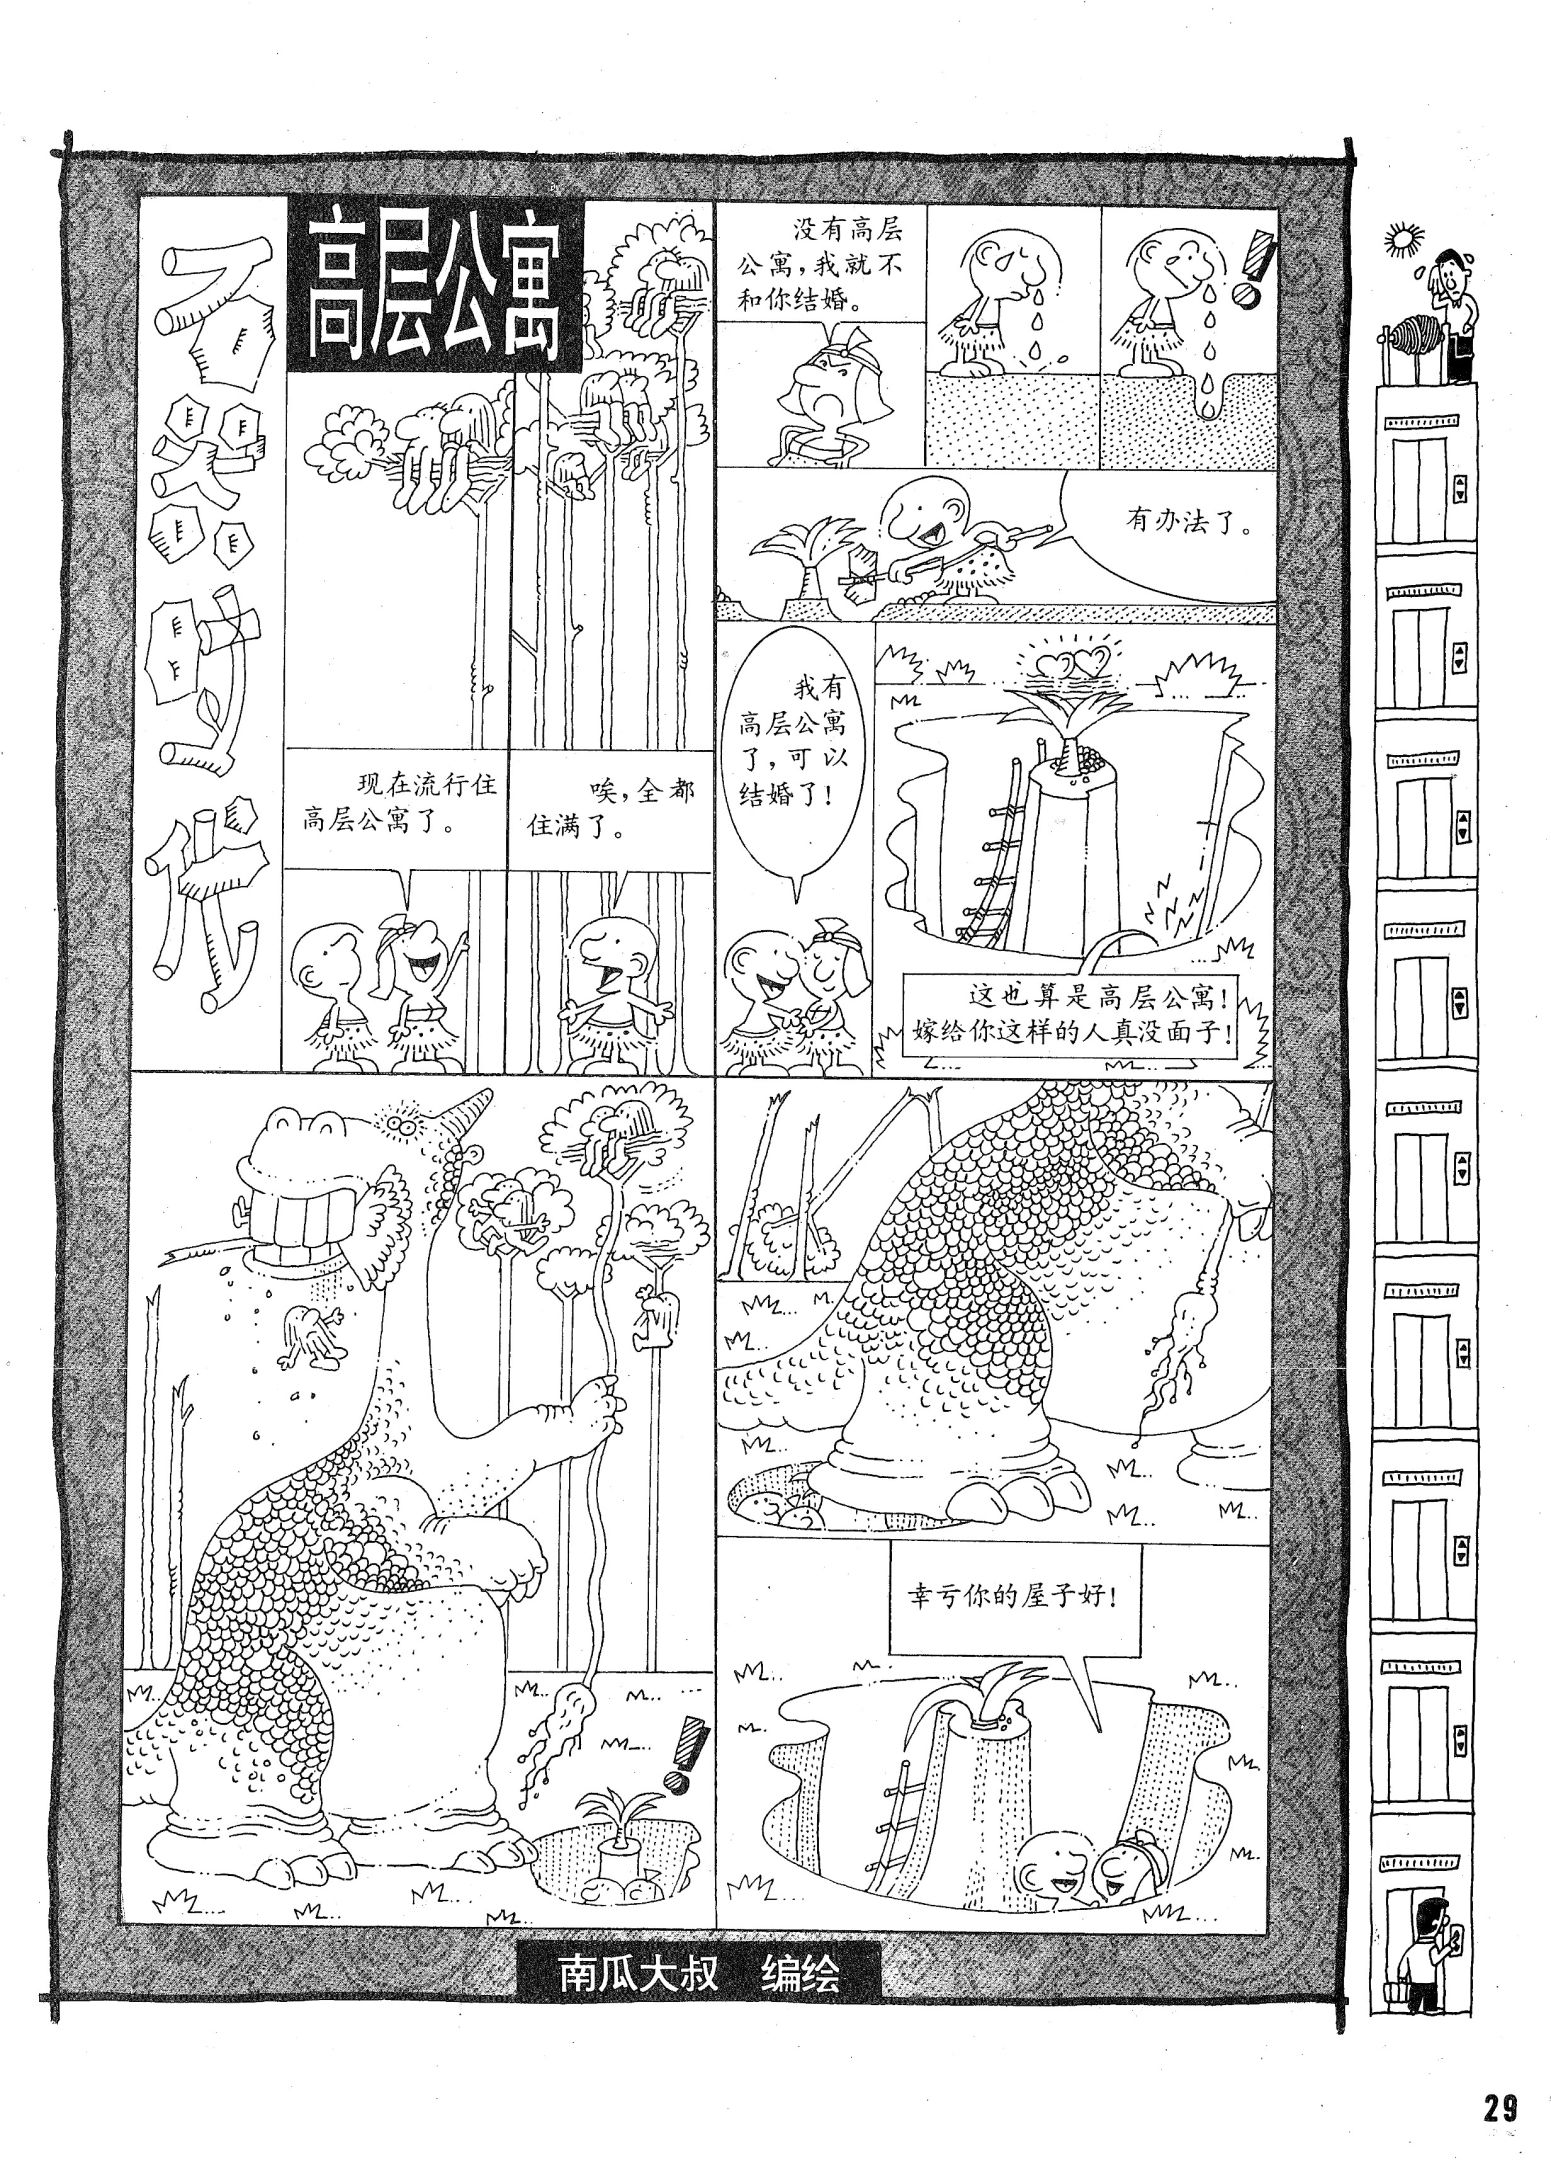 石器时代
高层公寓
现在流行住
高层公寓了。
唉，全都
住满了。
没有高层
公寓，我就不
和你结婚。
有办法了。
我有
高层公寓
了，可以
结婚了！
这也算是高层公寓！
嫁给你这样的人真没面子！
幸亏你的屋子好！
南瓜大叔 编绘
29